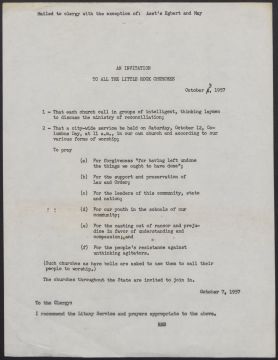 Mailed to clergy with the exception of: Asst's Egbert and May
AN INVITATION
TO ALL THE LITTLE ROCK CHURCHES
October 3, 1957
1 - That each church call in groups of intelligent, thinking laymen
to discuss the ministry of reconciliation;
2 - That a city-wide service be held on Saturday, October 12, Co-
lumbus Day, at 11 a.m., in our own church and according to our
various forms of worship;
To pray
(a) For forgiveness "for having left undone
the things we ought to have done";
(b) For the support and preservation of
Law and Order;
(c) For the leaders of this community, state
and nation;
(d) For our youth in the schools of our
community;
(e) For the casting out of rancor and preju-
dice in favor of understanding and
compassion; and
(f) For the people's resistance against
unthinking agitators.
(Such churches as have bells are asked to use them to call their
people to worship.)
The churches throughout the State are invited to join in.
October 7, 1957
To the Clergy:
I recommend the Litany Service and prayers appropriate to the above.
RRB